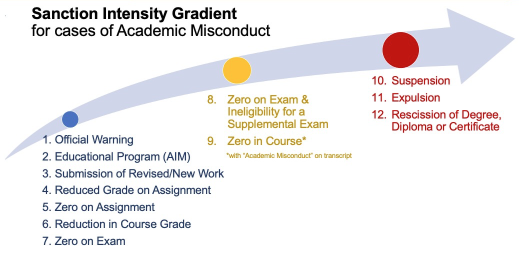 Sanction Intensity Gradient
for cases of Academic Misconduct
1. Official Warning
2. Educational Program (AIM)
3. Submission of Revised/New Work
4. Reduced Grade on Assignment
5. Zero on Assignment
6. Reduction in Course Grade
7. Zero on Exam
8. Zero on Exam &
Ineligibility for a
Supplemental Exam
9. Zero in Course*
*with "Academic Misconduct" on transcript
10. Suspension
11. Expulsion
12. Rescission of Degree,
Diploma or Certificate